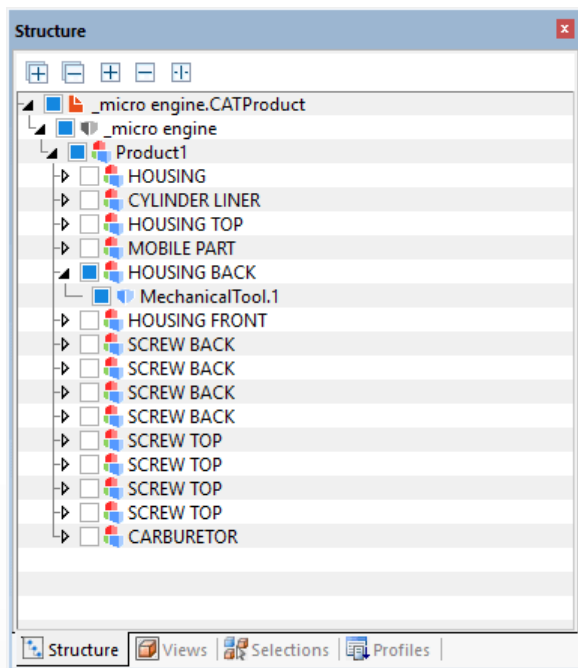 Structure
_micro engine.CATProduct
_micro engine
Product1
HOUSING
CYLINDER LINER
HOUSING TOP
MOBILE PART
HOUSING BACK
MechanicalTool.1
HOUSING FRONT
SCREW BACK
SCREW BACK
SCREW BACK
SCREW BACK
SCREW TOP
SCREW TOP
SCREW TOP
SCREW TOP
CARBURETOR
Structure Views Selections Profiles